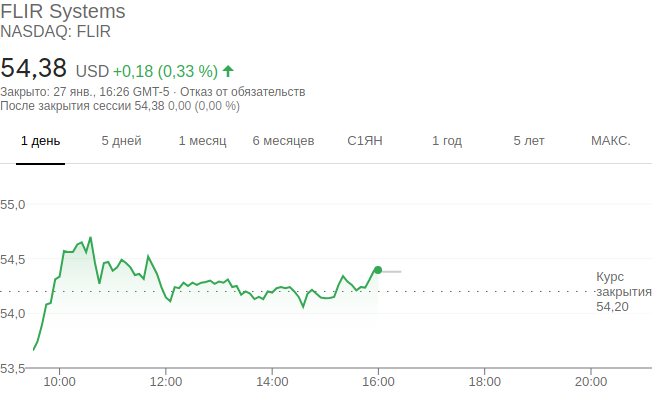 FLIR Systems
NASDAQ: FLIR
54,38 USD +0,18 (0,33 %)
Закрыто: 27 янв., 16:26 GMT-5 · Отказ от обязательств
После закрытия сессии 54,38 0,00 (0,00 %)
1 день 5 дней 1 месяц 6 месяцев С1ЯН 1 год 5 лет МАКС.
55,0
54,5
Курс
закрытия
54,20
54,0
53,5
10:00 12:00 14:00 16:00 18:00 20:00